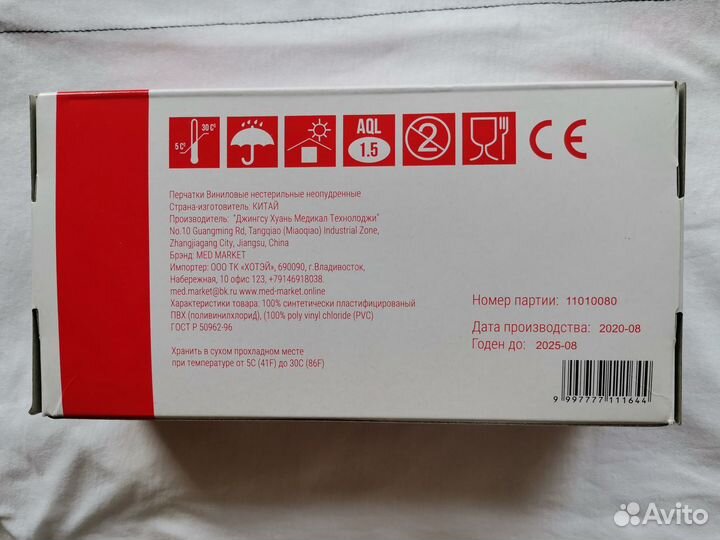 5 C° 30 C°
AQL
1.5
2
CE
Перчатки Виниловые нестерильные неопудренные.
Страна-изготовитель: КИТАЙ
Производитель: "Джингсу Хуань Медикал Технолоджи"
No.10 Guangming Rd, Tangqiao (Miaoqiao) Industrial Zone,
Zhangjiagang City, Jiangsu, China
Брэнд: MED MARKET
Импортер: ООО ТК «ХОТЭЙ», 690090, г.Владивосток,
Набережная, 10 офис 123, +79146918038.
med.market@bk.ru www.med-market.online
Характеристики товара: 100% синтетически пластифицированый
ПВХ (поливинилхлориД), (100% poly vinyl chloride (PVC)
ГОСТ Р 50962-96
Хранить в сухом прохладном месте
при температуре от 5С (41F) до 30С (86F)
Номер партии: 11010080
Дата производства: 2020-08
Годен до: 2025-08
9 997777 111644
Avito